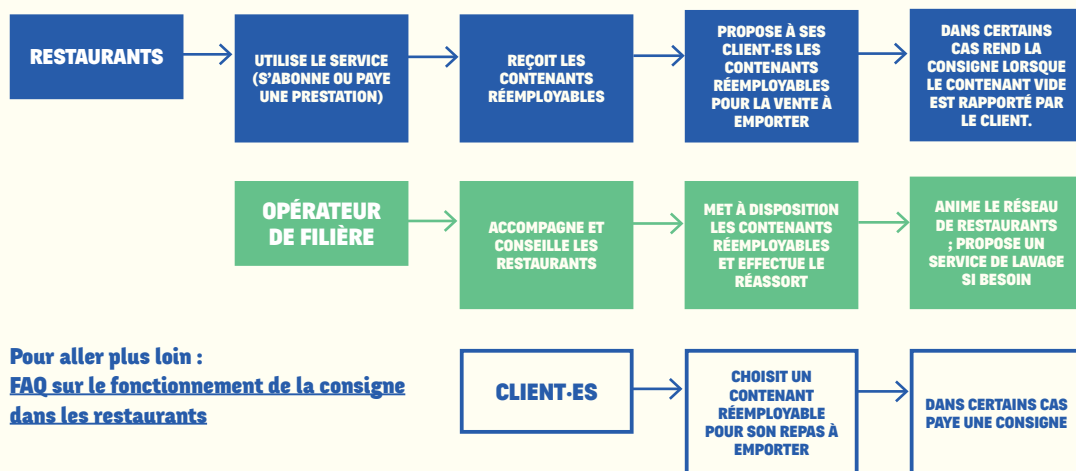 RESTAURANTS
UTILISE LE SERVICE
(S'ABONNE OU PAYE
UNE PRESTATION)
REÇOIT LES
CONTENANTS
RÉEMPLOYABLES
PROPOSE À SES
CLIENT·ES LES
CONTENANTS
RÉEMPLOYABLES
POUR LA VENTE À
EMPORTER
DANS CERTAINS
CAS REND LA
CONSIGNE LORSQUE
LE CONTENANT VIDE
EST RAPPORTÉ PAR
LE CLIENT.
OPÉRATEUR
DE FILIÈRE
ACCOMPAGNE ET
CONSEILLE LES
RESTAURANTS
MET À DISPOSITION
LES CONTENANTS
RÉEMPLOYABLES
ET EFFECTUE LE
RÉASSORT
ANIME LE RÉSEAU
DE RESTAURANTS
; PROPOSE UN
SERVICE DE LAVAGE
SI BESOIN
Pour aller plus loin :
FAQ sur le fonctionnement de la consigne
dans les restaurants
CLIENT·ES
CHOISIT UN
CONTENANT
RÉEMPLOYABLE
POUR SON REPAS À
EMPORTER
DANS CERTAINS CAS
PAYE UNE CONSIGNE